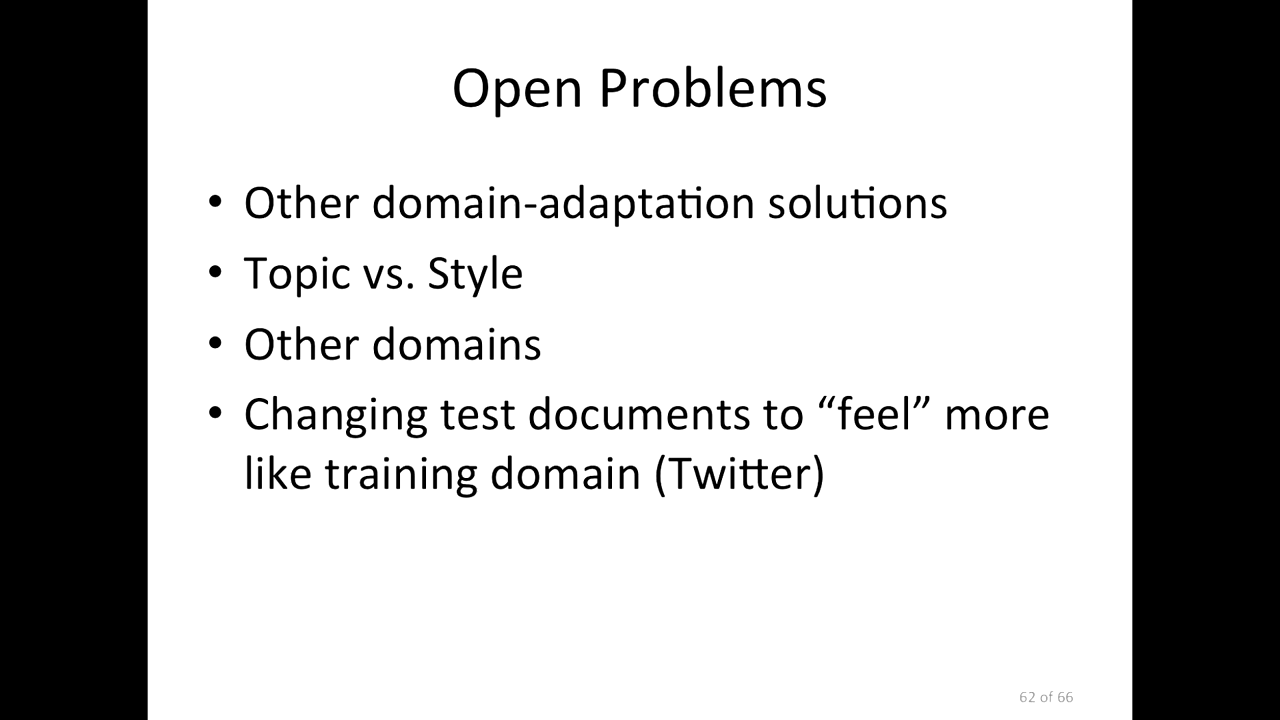 Open Problems
• Other domain-adaptation solutions
• Topic vs. Style
• Other domains
• Changing test documents to “feel” more
like training domain (Twitter)
62 of 66